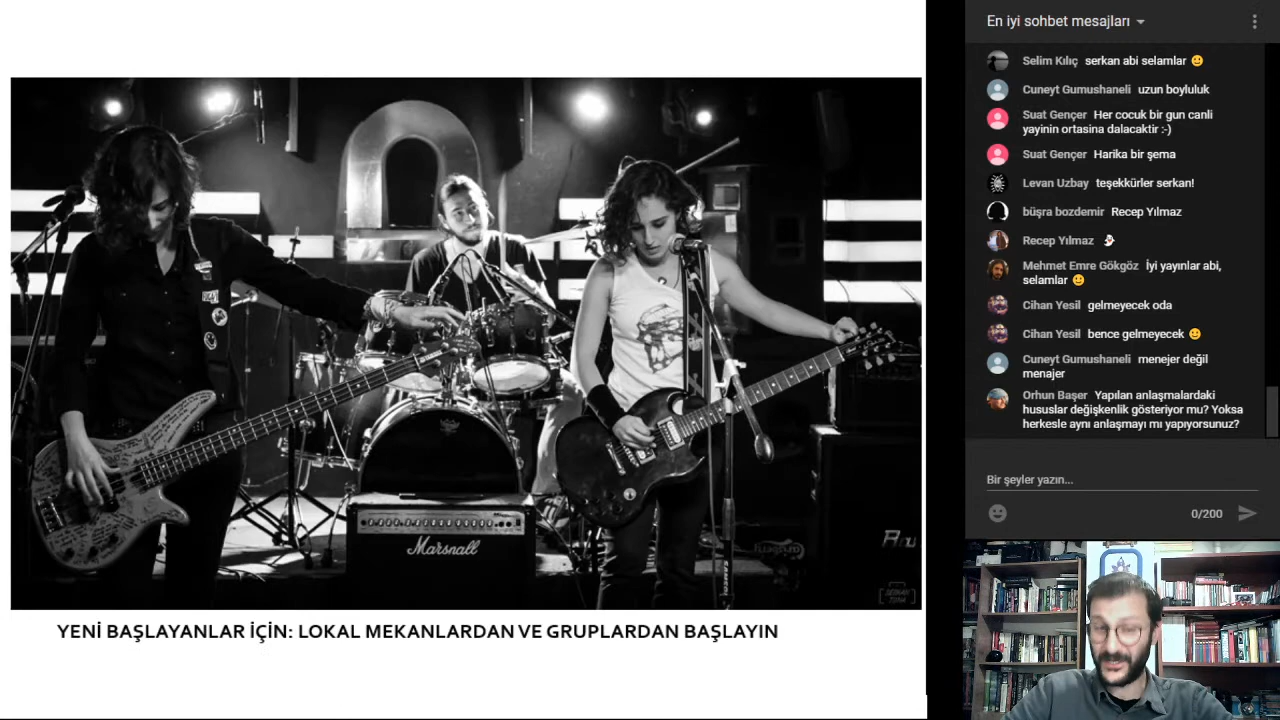 En iyi sohbet mesajları
Selim Kılıç serkan abi selamlar
Cuneyt Gumushaneli uzun boyluluk
Suat Gençer Her cocuk bir gun canli
yayinin ortasina dalacaktir :-)
Suat Gençer Harika bir şema
Levan Uzbay teşekkürler serkan!
büşra bozdemir Recep Yılmaz
Recep Yılmaz
Mehmet Emre Gökgöz İyi yayınlar abi,
selamlar
Cihan Yesil gelmeyecek oda
Cihan Yesil bence gelmeyecek
Cuneyt Gumushaneli menejer değil
menajer
Orhun Başer Yapılan anlaşmalardaki
hususlar değişkenlik gösteriyor mu? Yoksa
herkesle aynı anlaşmayı mı yapıyorsunuz?
Bir şeyler yazın...
0/200
Marshall
YENİ BAŞLAYANLAR İÇİN: LOKAL MEKANLARDAN VE GRUPLARDAN BAŞLAYIN